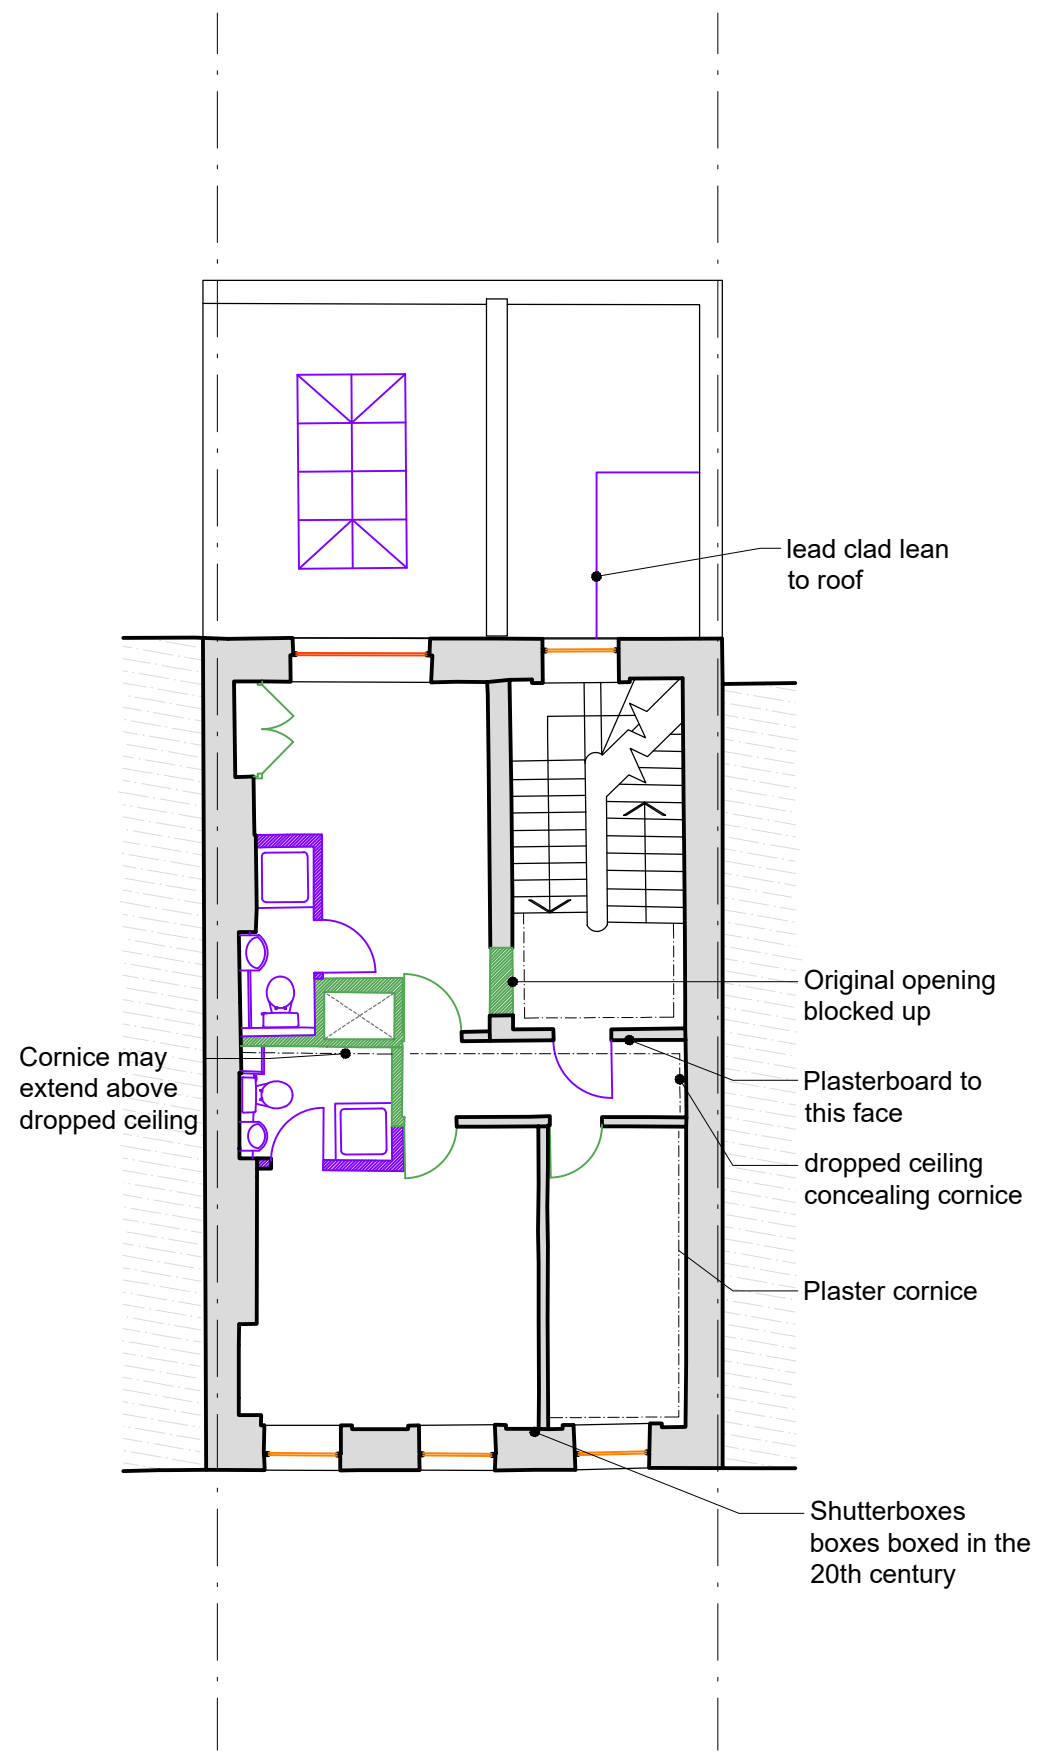 lead clad lean
to roof
Original opening
blocked up
Cornice may
extend above
dropped ceiling
Plasterboard to
this face
dropped ceiling
concealing cornice
Plaster cornice
Shutterboxes
boxes boxed in the
20th century